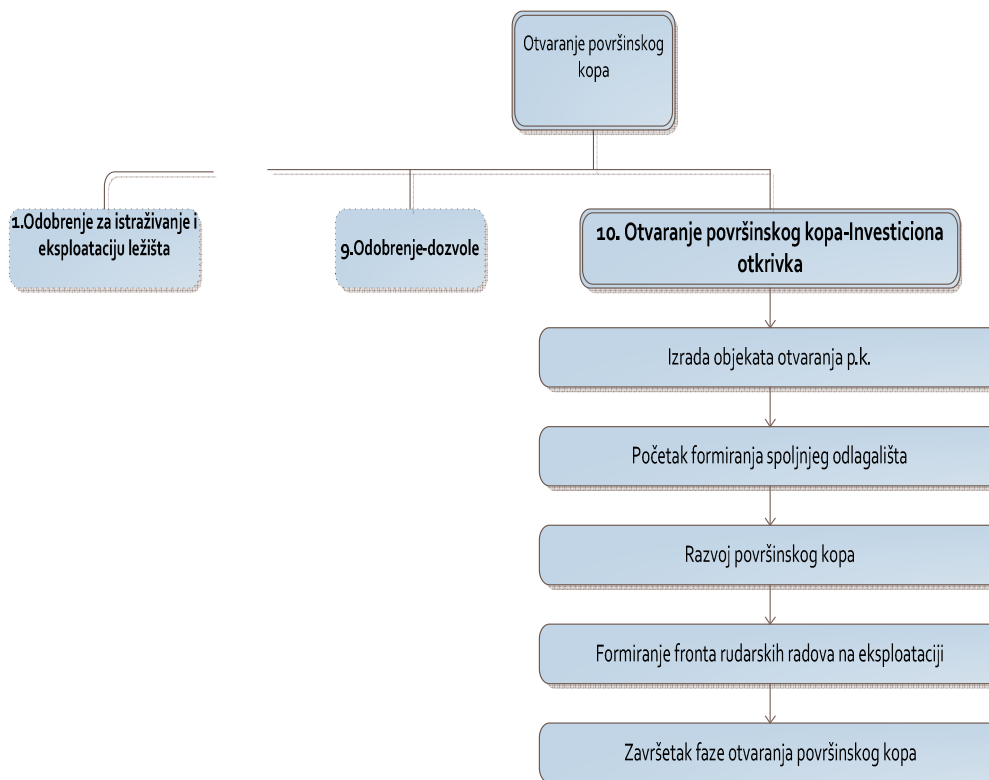 Otvaranje površinskog
kopa
1.Odobrenje za istraživanje i
eksploataciju ležišta
9.Odobrenje-dozvole
10. Otvaranje površinskog kopa-Investiciona
otkrivka
Izrada objekata otvaranja p.k.
Početak formiranja spoljnjeg odlagališta
Razvoj površinskog kopa
Formiranje fronta rudarskih radova na eksploataciji
Završetak faze otvaranja površinskog kopa